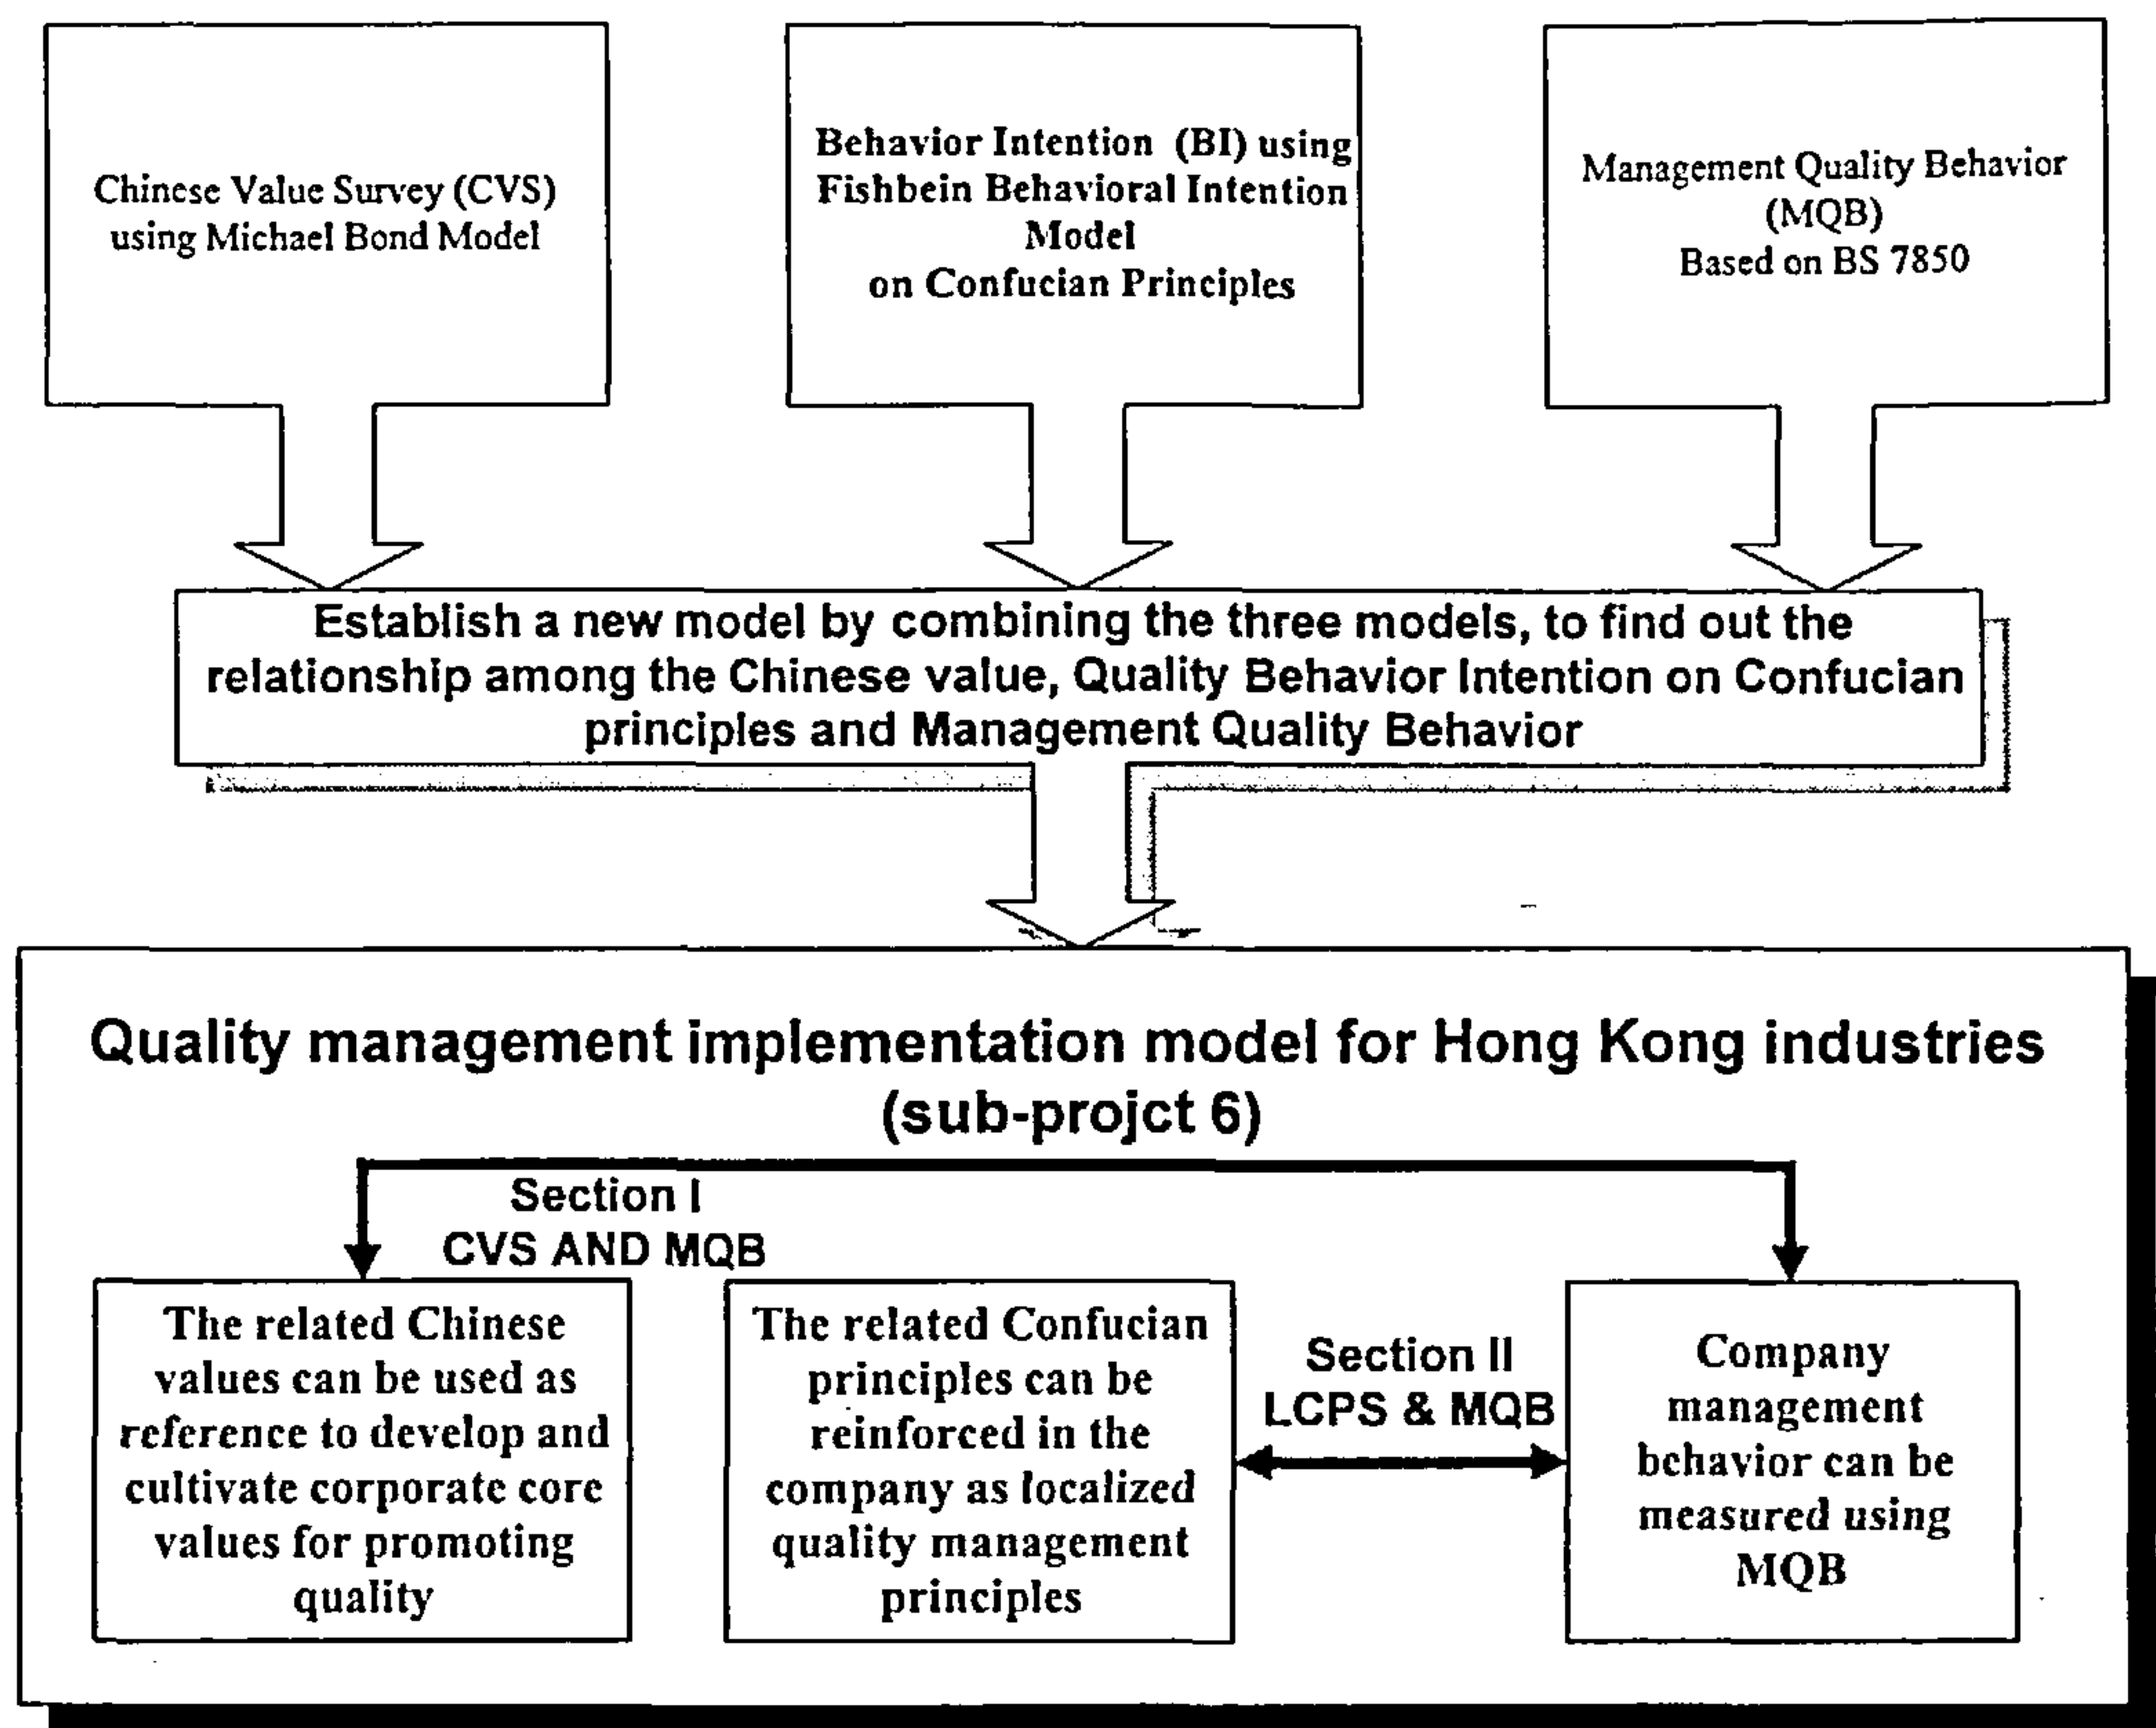 Chinese Value Survey (CVS)
using Michael Bond Model
Behavior Intention (BI) using
Fishbein Behavioral Intention
Model
on Confucian Principles
Management Quality Behavior
(MQB)
Based on BS 7850
Establish a new model by combining the three models, to find out the
relationship among the Chinese value, Quality Behavior Intention on Confucian
principles and Management Quality Behavior
Quality management implementation model for Hong Kong industries
(sub-projct 6)
Section I
CVS AND MQB
The related Chinese
values can be used as
reference to develop and
cultivate corporate core
values for promoting
quality
The related Confucian
principles can be
reinforced in the
company as localized
quality management
principles
Section II
LCPS & MQB
Company
management
behavior can be
measured using
MQB